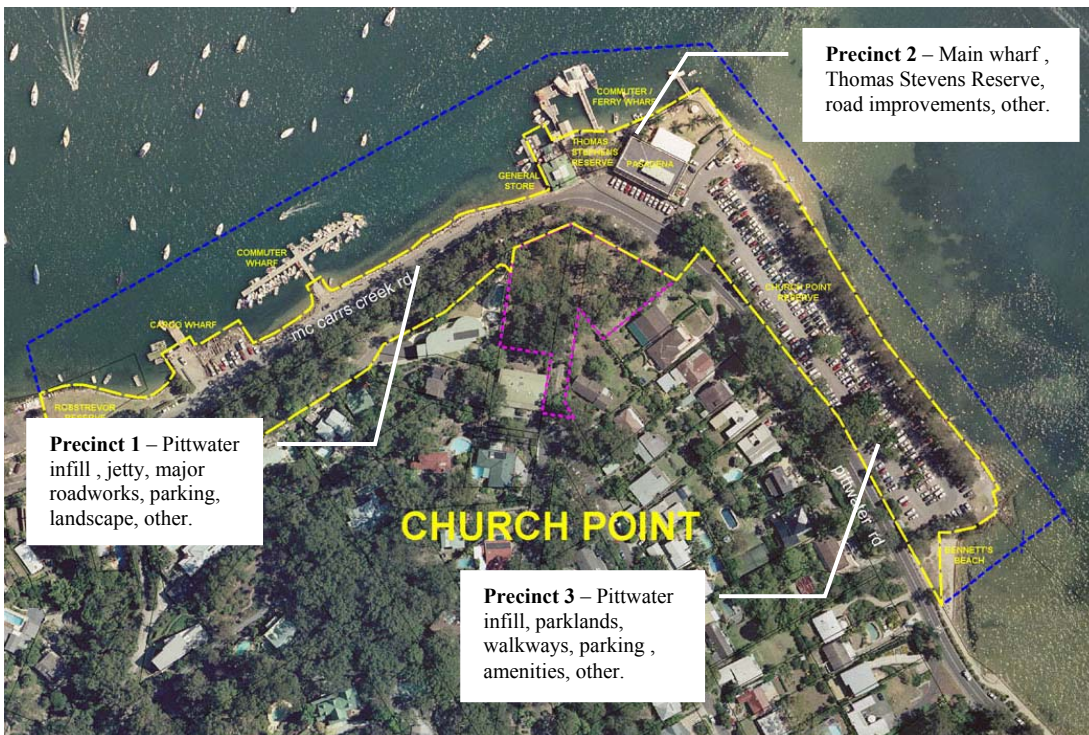 Precinct 2 – Main wharf ,
Thomas Stevens Reserve,
road improvements, other.
COMMUTER /
FERRY WHARF
THOMAS
STEVENS
RESERVE
PASADENA
GENERAL
STORE
COMMUTER
WHARF
CARGO WHARF
mc carrs creek rd
CHURCH POINT
RESERVE
ROSSTREVOR
Precinct 1 – Pittwater
infill , jetty, major
roadworks, parking,
landscape, other.
CHURCH POINT
pittwater rd
BENNETT'S
BEACH
Precinct 3 – Pittwater
infill, parklands,
walkways, parking ,
amenities, other.